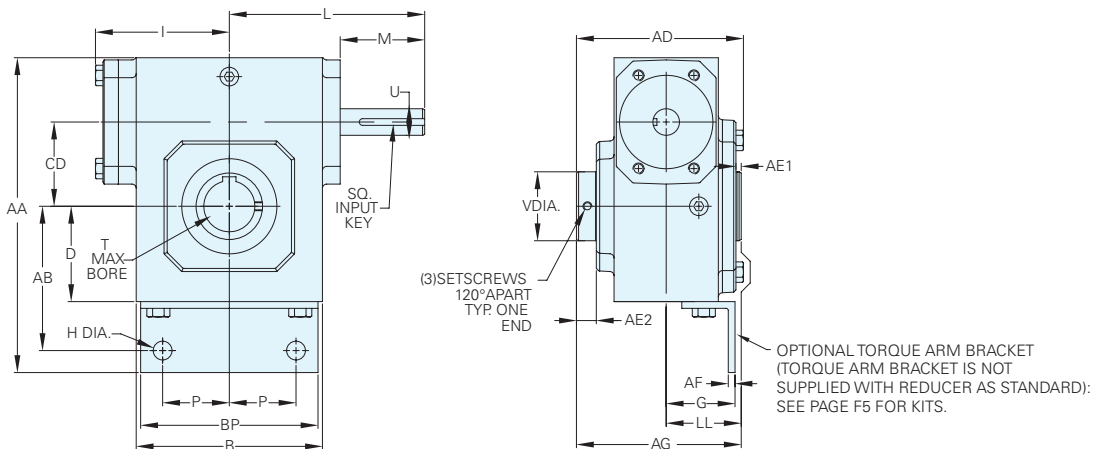 I
L
M
U
CD
AA
AB
D
T
MAX
BORE
SQ.
INPUT
KEY
H DIA.
P
P
BP
B
AD
AE1
VDIA.
(3)SETSCREWS
120°APART
TYP. ONE
END
AE2
AF
G
LL
AG
OPTIONAL TORQUE ARM BRACKET
(TORQUE ARM BRACKET IS NOT
SUPPLIED WITH REDUCER AS STANDARD):
SEE PAGE F5 FOR KITS.